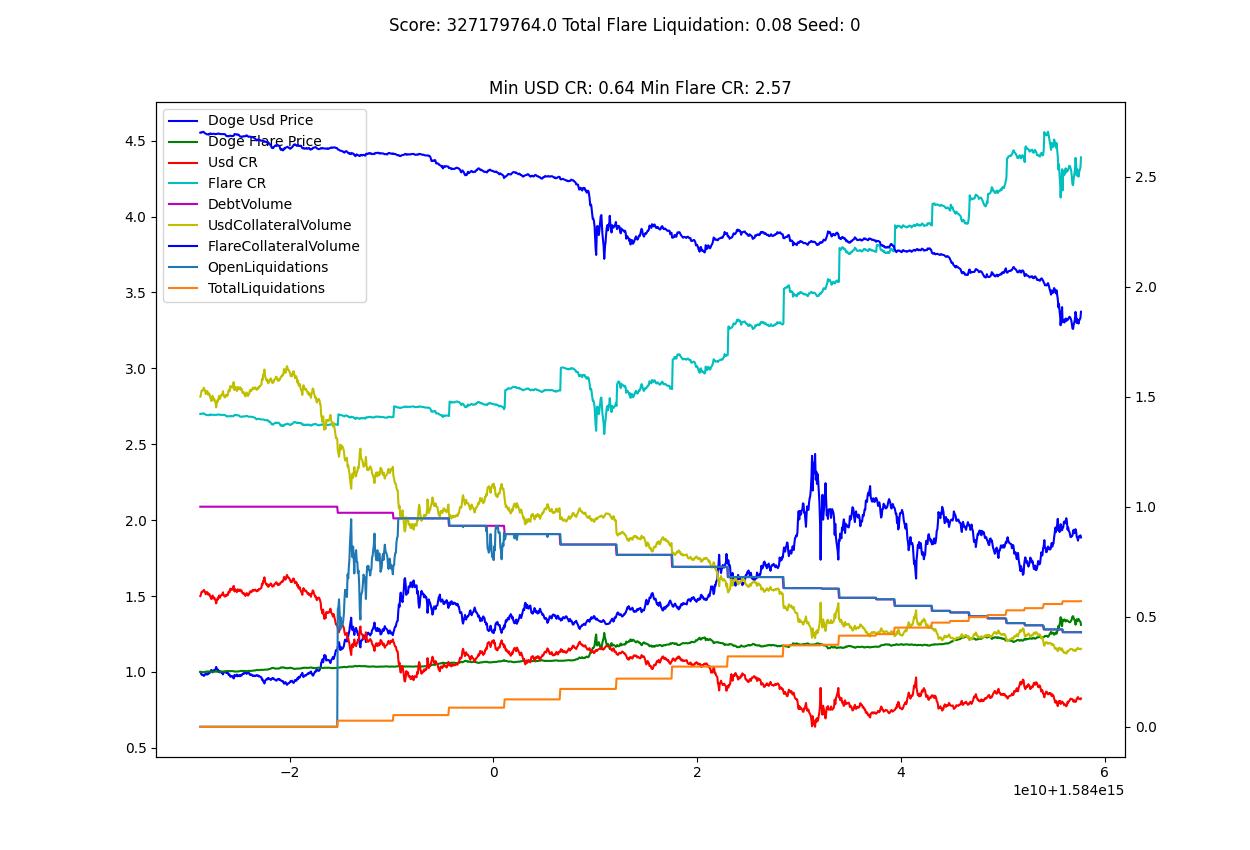 Score: 327179764.0 Total Flare Liquidation: 0.08 Seed: 0
Min USD CR: 0.64 Min Flare CR: 2.57
Doge Usd Price
Doge Flare Price
Usd CR
Flare CR
DebtVolume
UsdCollateralVolume
FlareCollateralVolume
OpenLiquidations
TotalLiquidations
4.5
4.0
3.5
3.0
2.5
2.0
1.5
1.0
0.5
2.5
2.0
1.5
1.0
0.5
0.0
−2 0 2 4 6
1e10+1.584e15